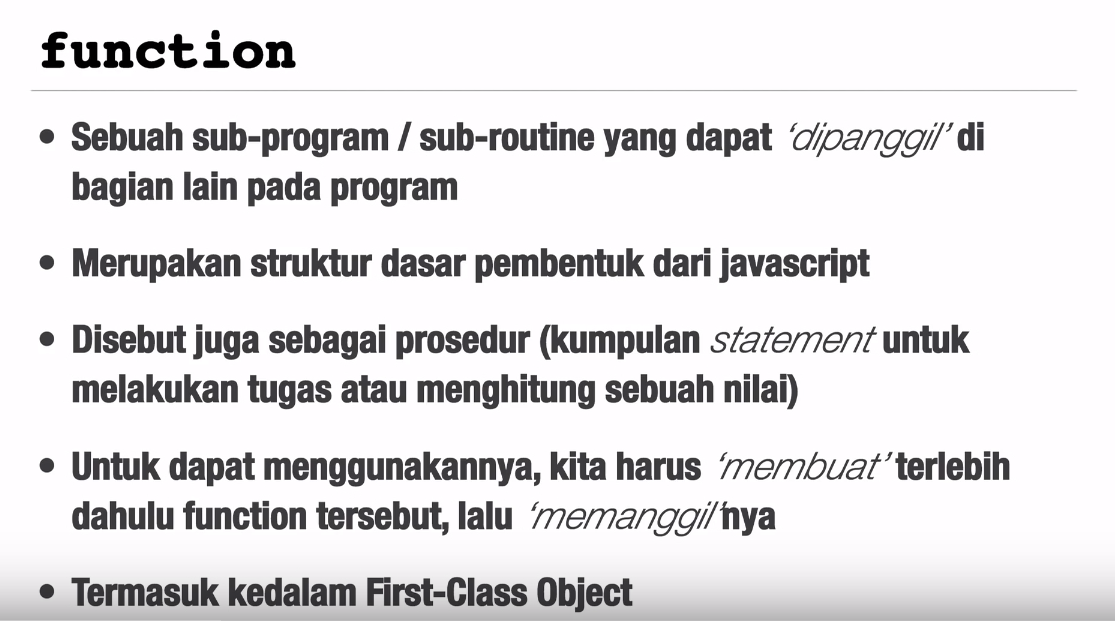 function
• Sebuah sub-program / sub-routine yang dapat ‘dipanggil’ di
bagian lain pada program
• Merupakan struktur dasar pembentuk dari javascript
• Disebut juga sebagai prosedur (kumpulan statement untuk
melakukan tugas atau menghitung sebuah nilai)
• Untuk dapat menggunakannya, kita harus ‘membuat’ terlebih
dahulu function tersebut, lalu ‘memanggil’nya
• Termasuk kedalam First-Class Object